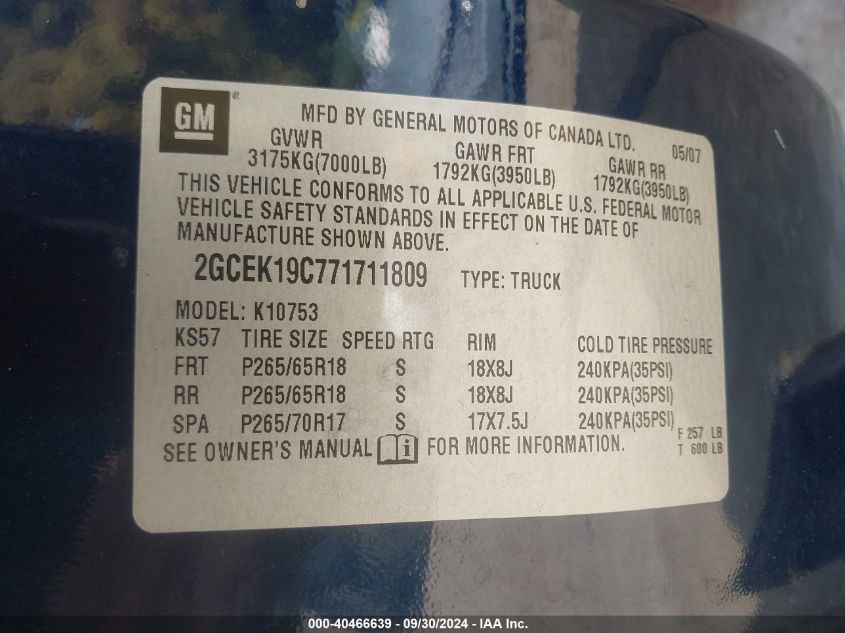 GM
MFD BY GENERAL MOTORS OF CANADA LTD.
05/07
GVWR GAWR FRT GAWR RR
3175KG(7000LB) 1792KG(3950LB) 1792KG(3950LB)
THIS VEHICLE CONFORMS TO ALL APPLICABLE U.S. FEDERAL MOTOR
VEHICLE SAFETY STANDARDS IN EFFECT ON THE DATE OF
MANUFACTURE SHOWN ABOVE.
2GCEK19C771711809 TYPE: TRUCK
MODEL: K10753
KS57 TIRE SIZE SPEED RTG RIM COLD TIRE PRESSURE
FRT P265/65R18 S 18X8J 240KPA(35PSI)
RR P265/65R18 S 18X8J 240KPA(35PSI)
SPA P265/70R17 S 17X7.5J 240KPA(35PSI)
F 257 LB
SEE OWNER'S MANUAL i FOR MORE INFORMATION.
T 600 LB
000-40466639 - 09/30/2024 - IAA Inc.